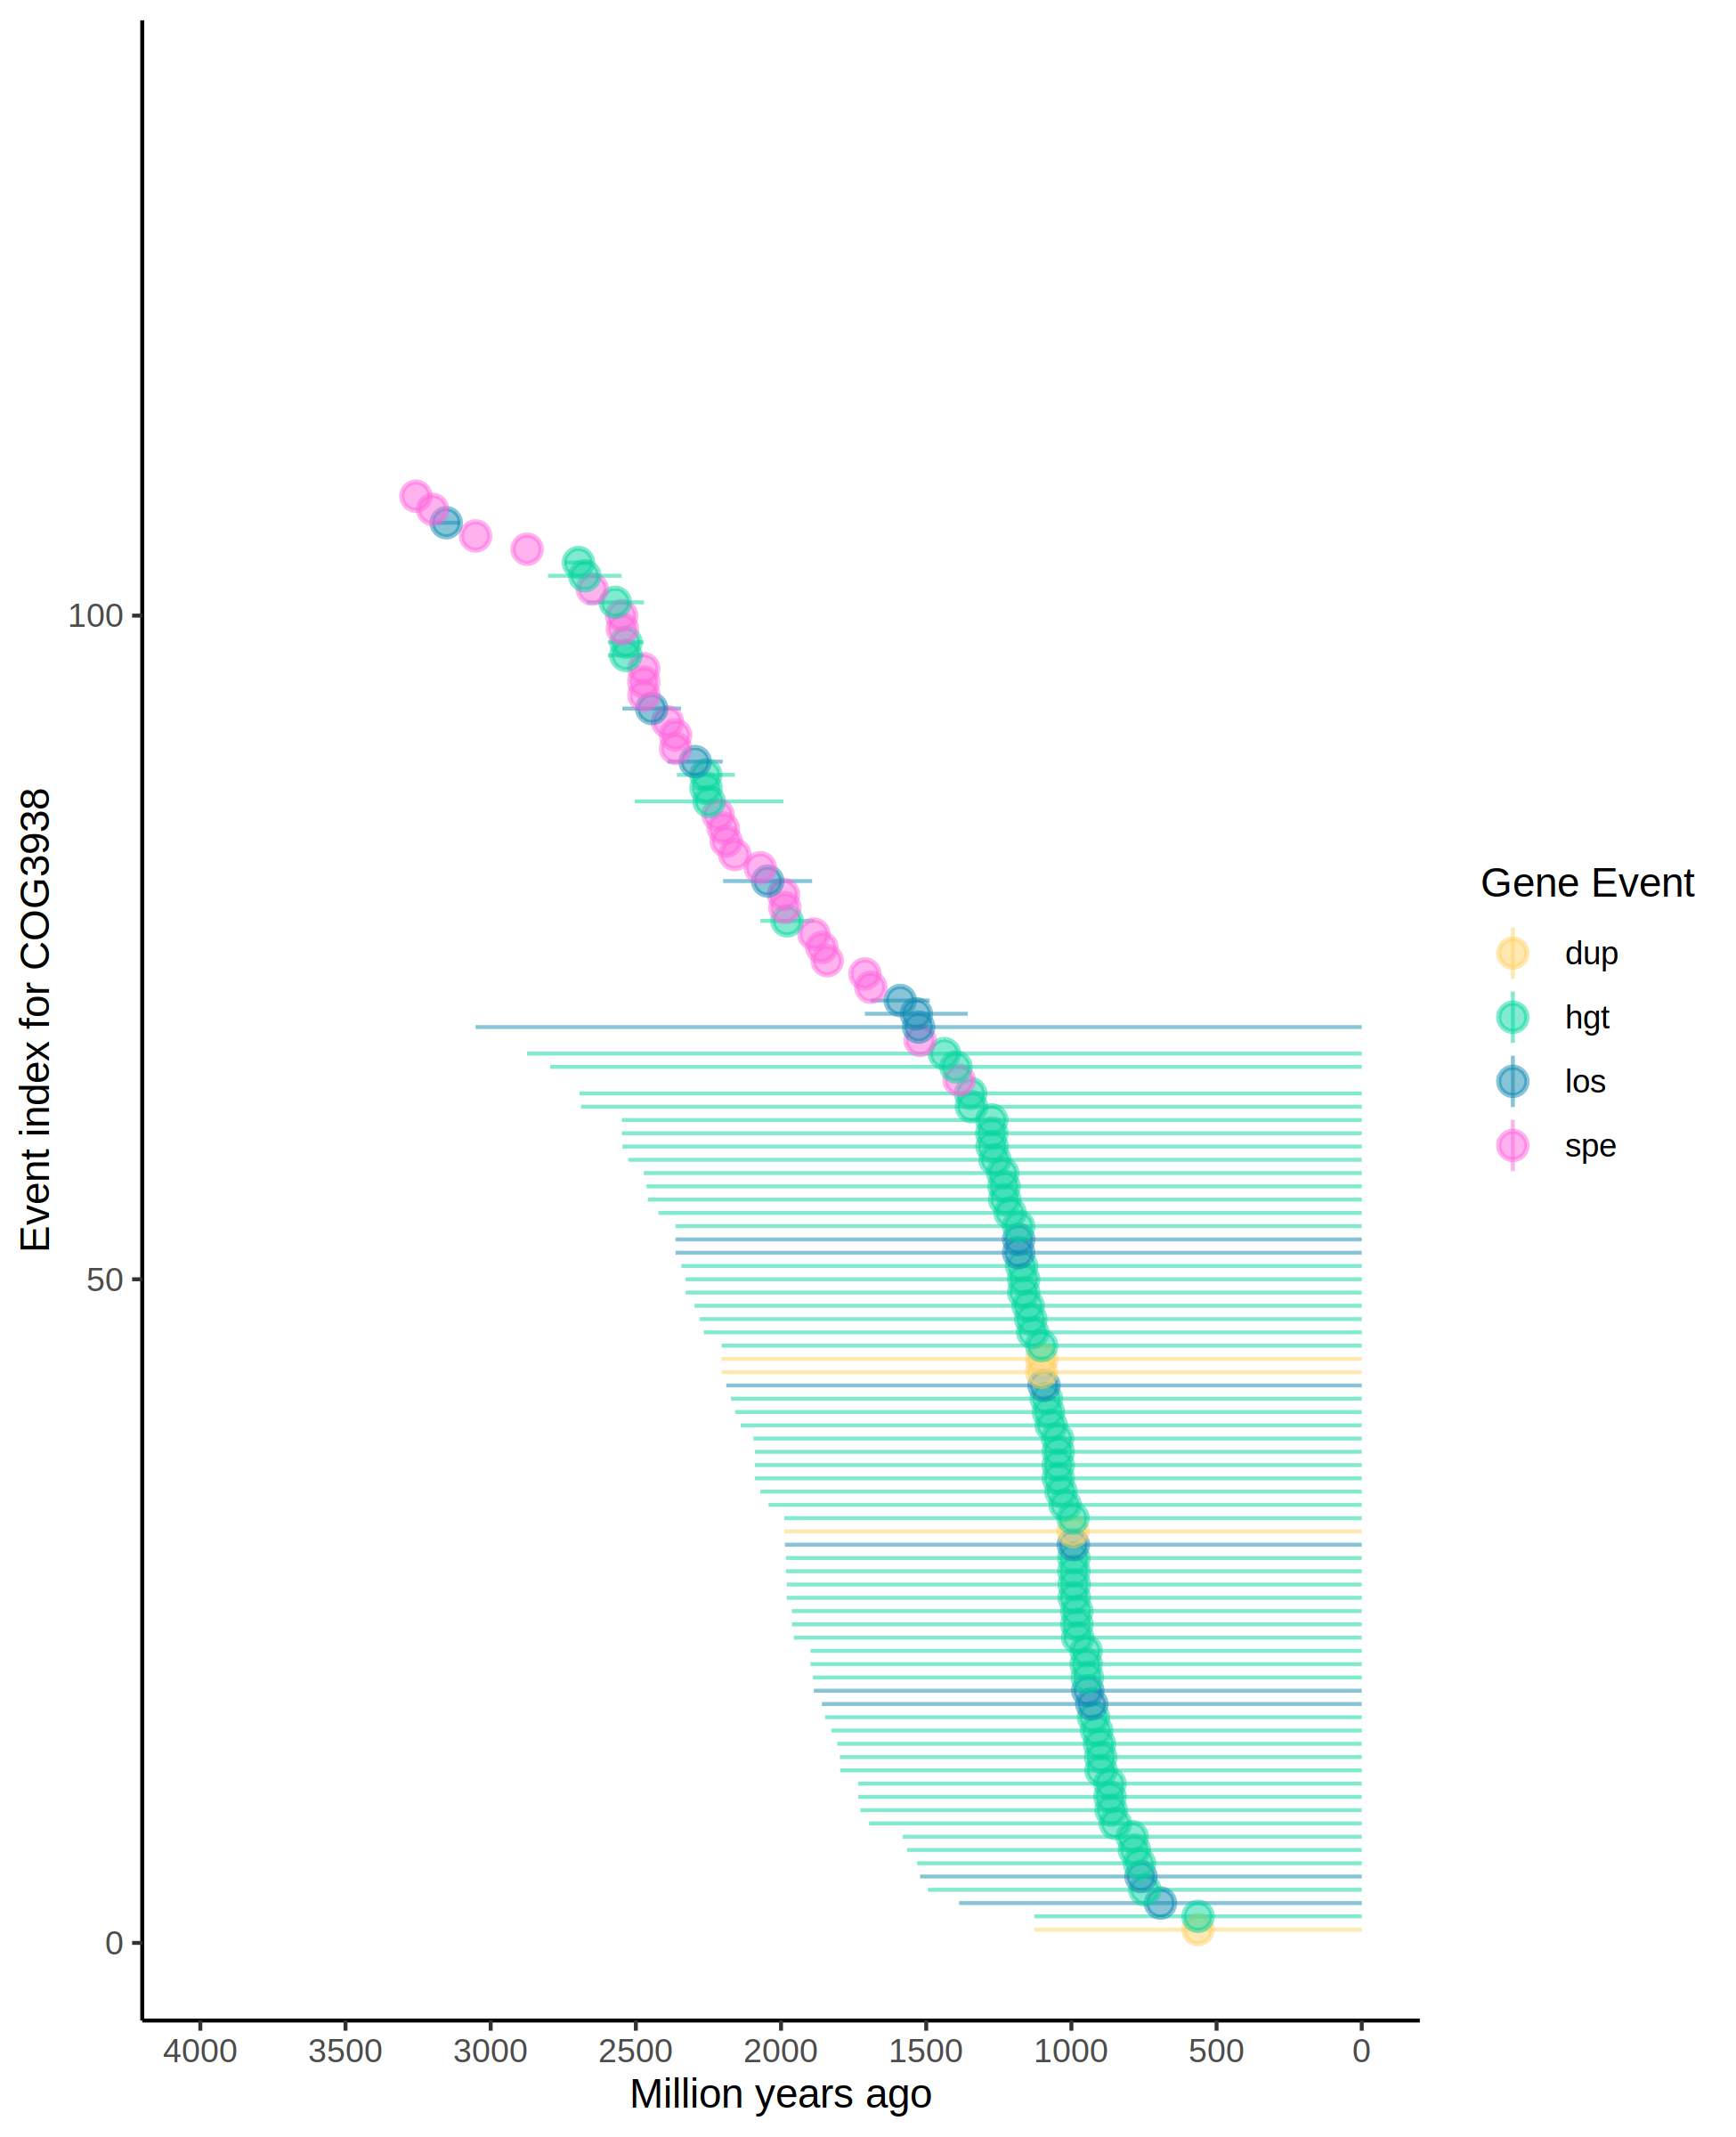 Event index for COG3938
100
50
0
4000 3500 3000 2500 2000 1500 1000 500 0
Million years ago
Gene Event
dup
hgt
los
spe